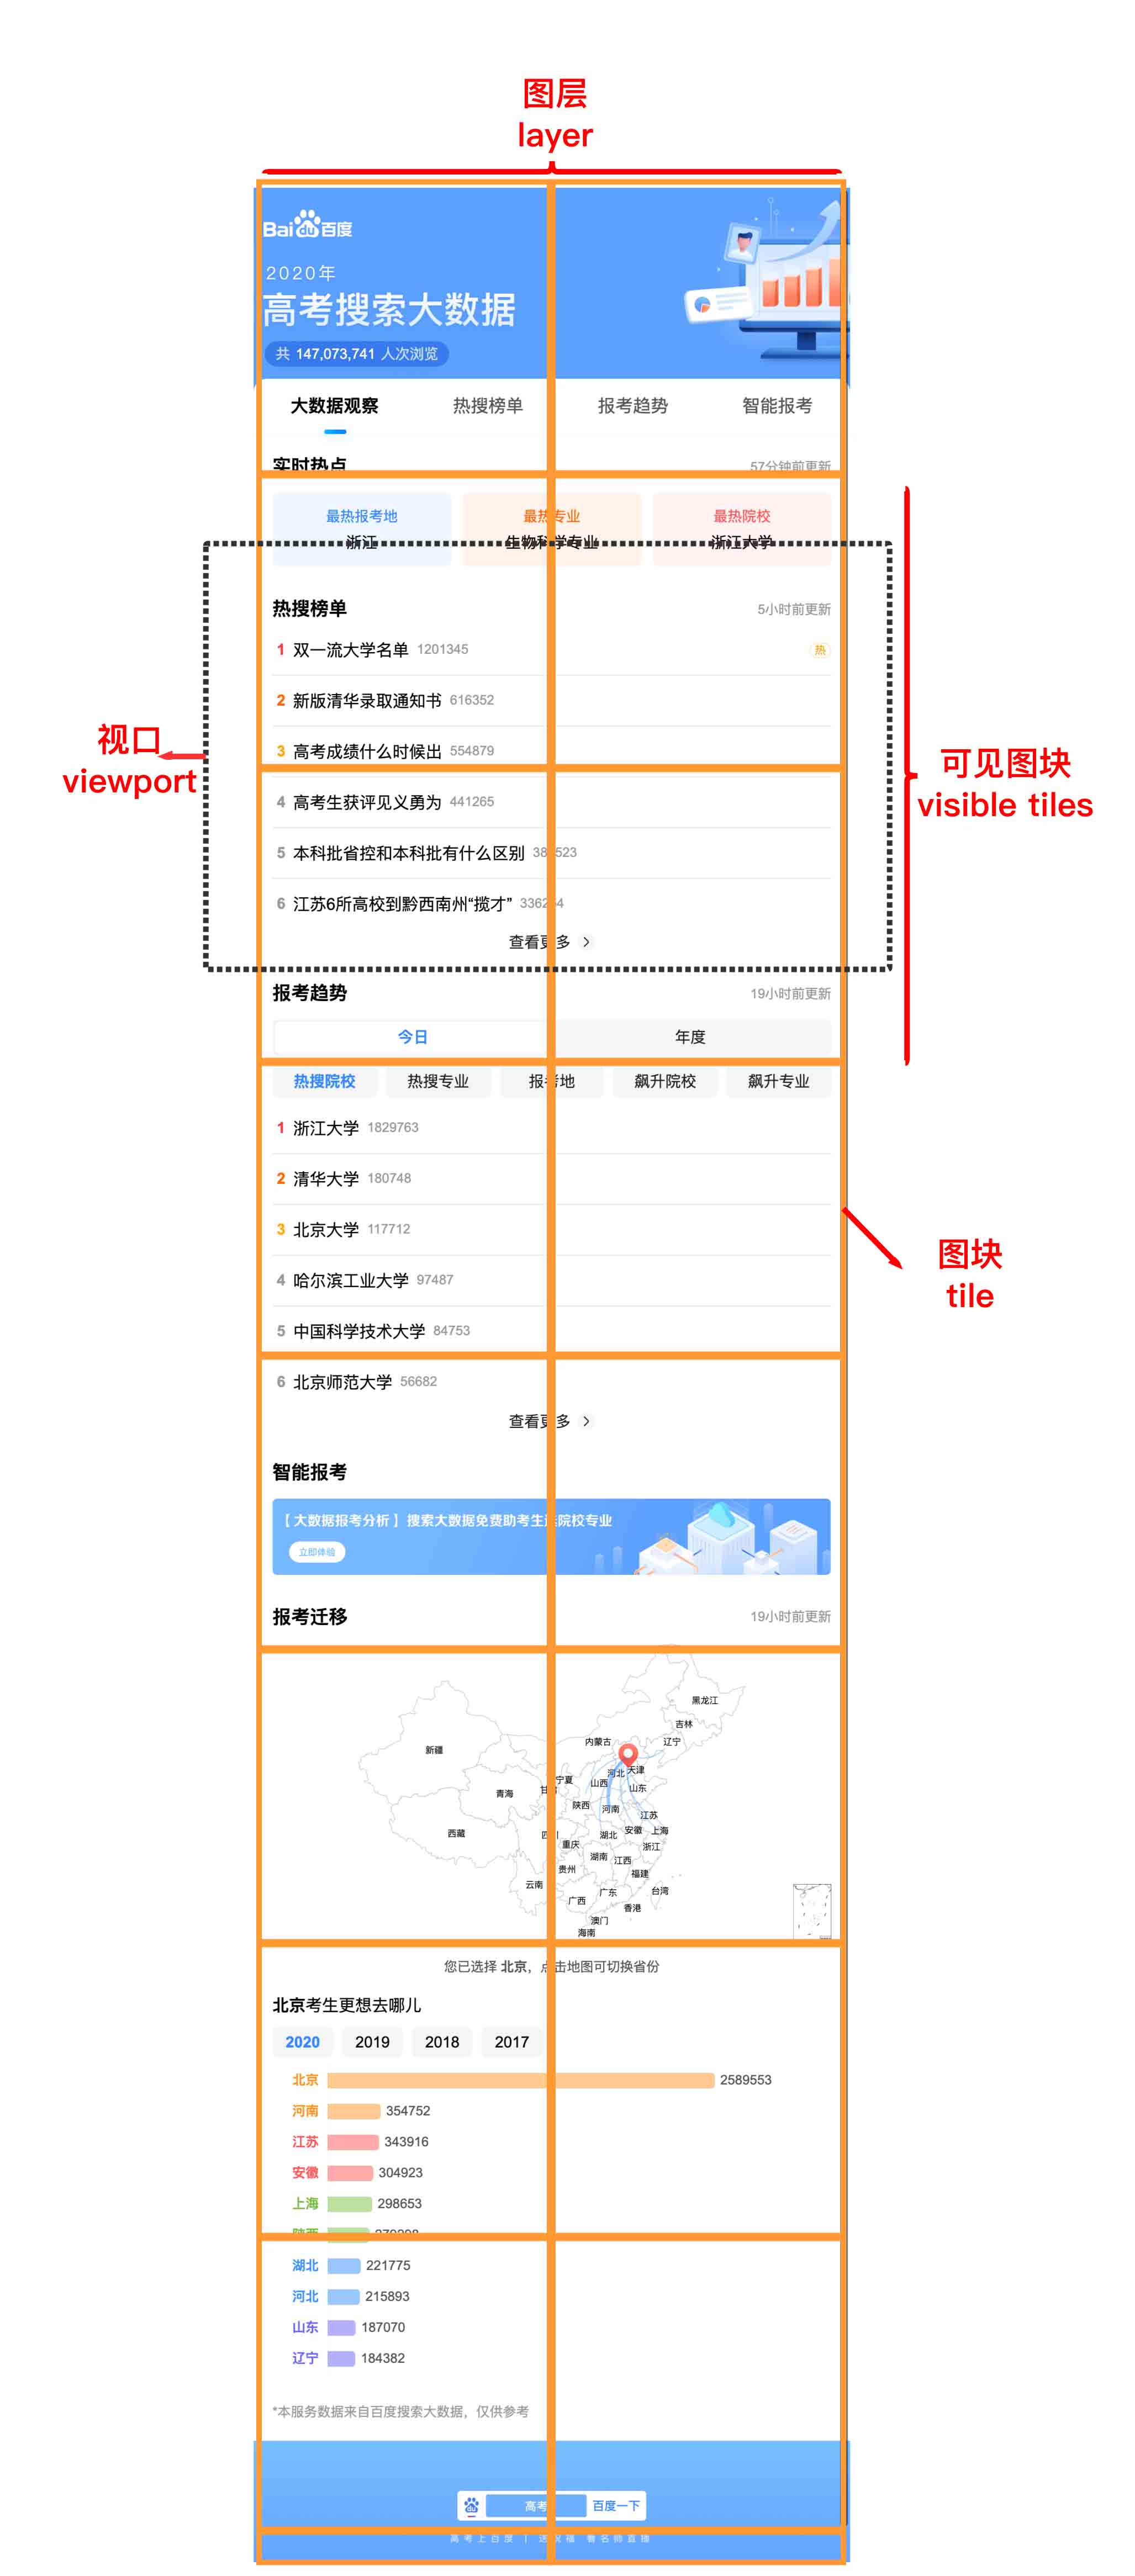 图层
layer
Bai du 百度
2020年
高考搜索大数据
共 147,073,741 人次浏览
大数据观察 热搜榜单 报考趋势 智能报考
实时热点 57分钟前更新
最热报考地 最热专业 最热院校
浙江 生物科学专业 浙江大学
热搜榜单 5小时前更新
1 双一流大学名单 1201345 热
2 新版清华录取通知书 616352
视口
viewport
3 高考成绩什么时候出 554879
可见图块
visible tiles
4 高考生获评见义勇为 441265
5 本科批省控和本科批有什么区别
6 江苏6所高校到黔西南州“揽才”
查看更多 >
报考趋势 19小时前更新
今日 年度
热搜院校 热搜专业 报考地 飙升院校 飙升专业
1 浙江大学 1829763
2 清华大学 180748
3 北京大学 117712
图块
tile
4 哈尔滨工业大学 97487
5 中国科学技术大学 84753
6 北京师范大学 56682
查看更多 >
智能报考
【大数据报考分析】搜索大数据免费助考生选院校专业
立即体验
报考迁移 19小时前更新
黑龙江
吉林
内蒙古 辽宁
新疆
河北 天津
宁夏 山西 山东
青海 甘肃
陕西 河南 江苏
西藏 四川 湖北 安徽 上海
重庆 浙江
湖南 江西
贵州 福建
云南 广东 台湾
广西 香港
澳门
海南
您已选择 北京，点击地图可切换省份
北京考生更想去哪儿
2020 2019 2018 2017
北京 2589553
河南 354752
江苏 343916
安徽 304923
上海 298653
陕西
湖北 221775
河北 215893
山东 187070
辽宁 184382
*本服务数据来自百度搜索大数据，仅供参考
du 高考 百度一下
高考上百度 | 送祝福 看名师直播